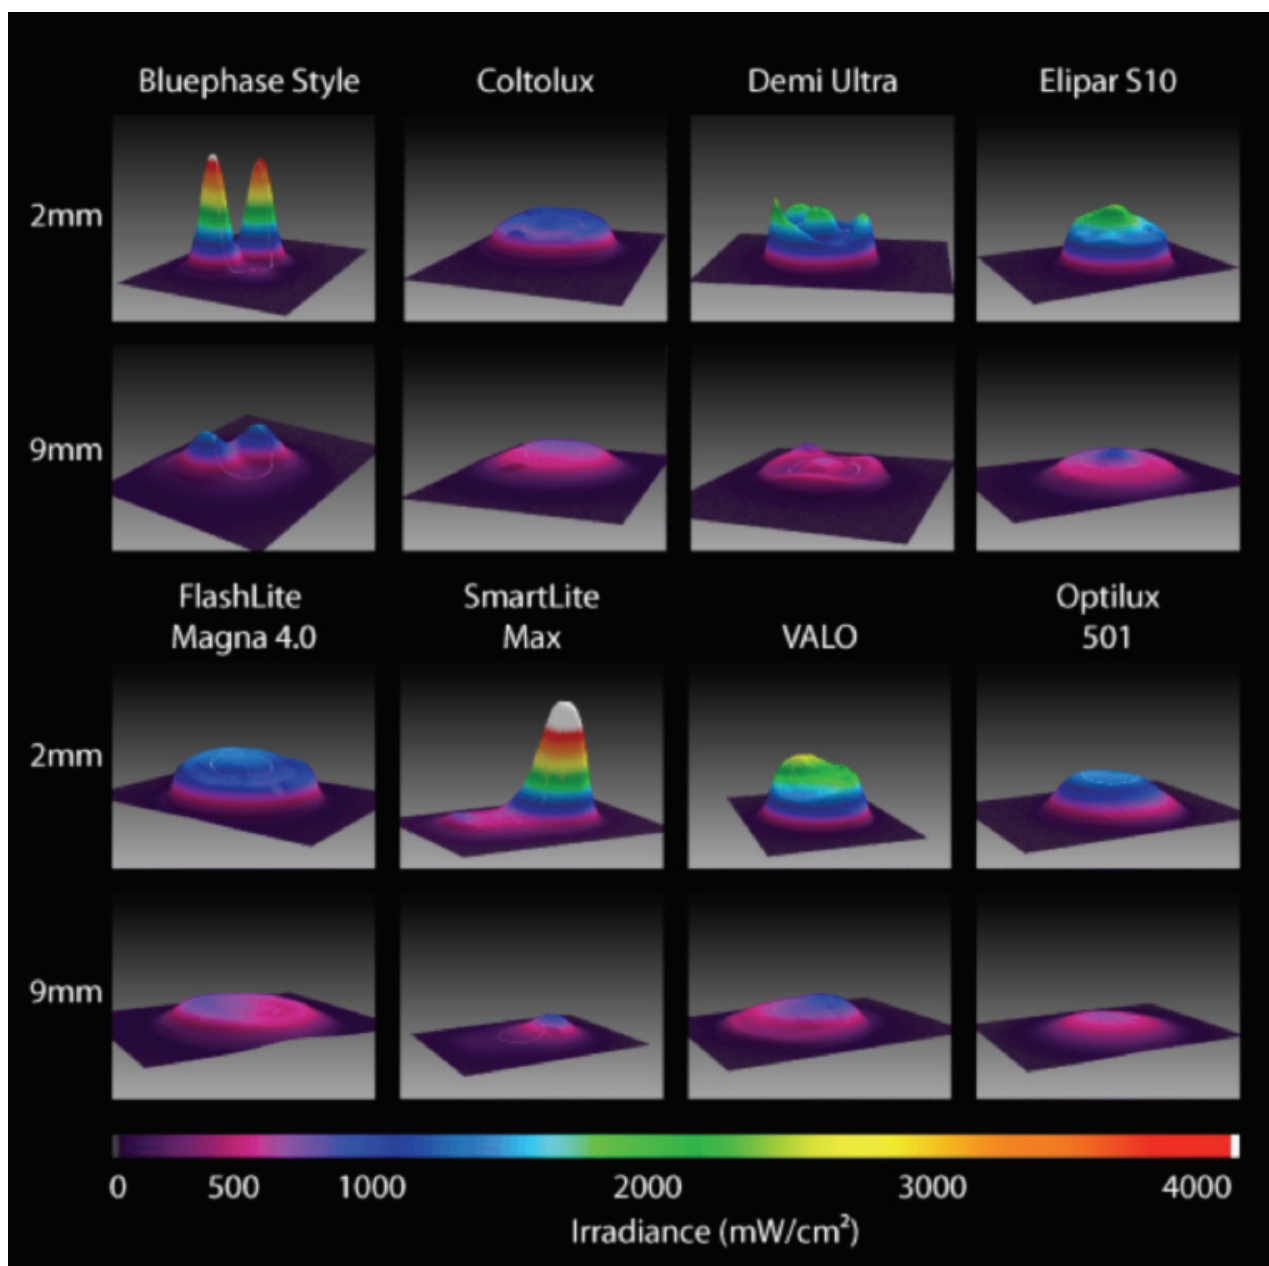 Bluephase Style Coltolux Demi Ultra Elipar S10
2mm
9mm
FlashLite Magna 4.0
SmartLite Max
VALO
Optilux 501
2mm
9mm
0 500 1000 2000 3000 4000
Irradiance (mW/cm²)